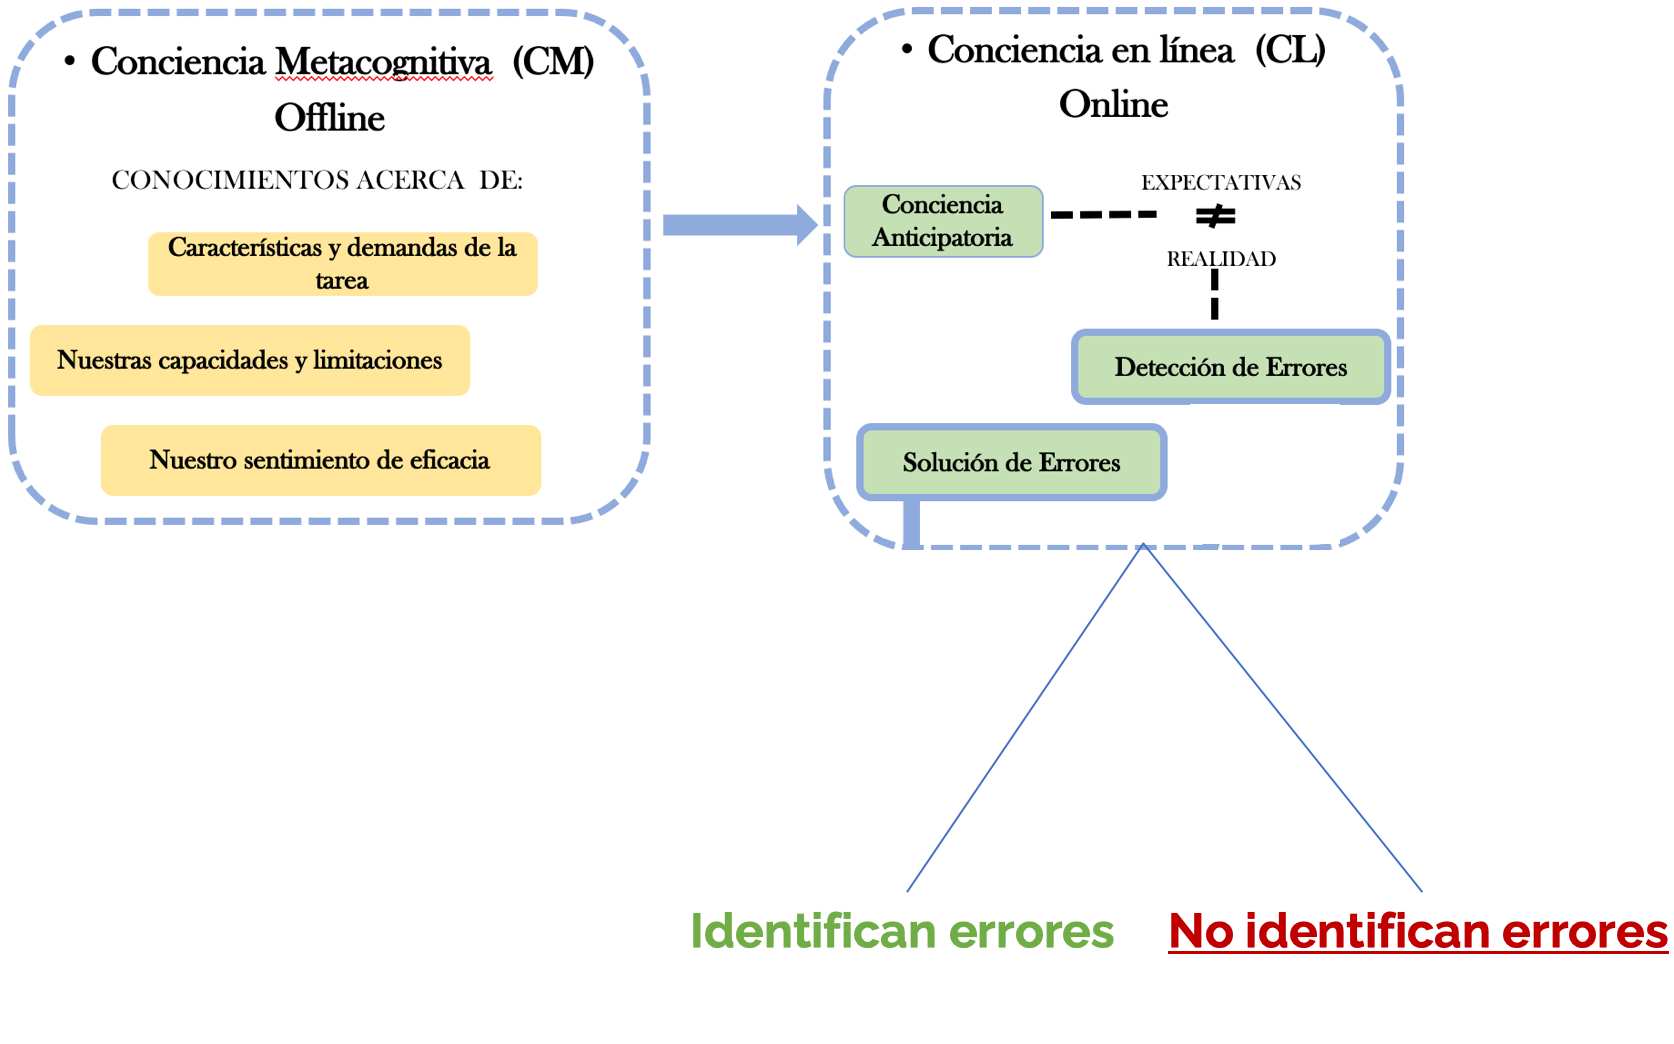 • Conciencia Metacognitiva (CM)
Offline
CONOCIMIENTOS ACERCA DE:
Características y demandas de la
tarea
Nuestras capacidades y limitaciones
Nuestro sentimiento de eficacia
• Conciencia en línea (CL)
Online
Conciencia
Anticipatoria
EXPECTATIVAS
≠
REALIDAD
Detección de Errores
Solución de Errores
Identifican errores
No identifican errores